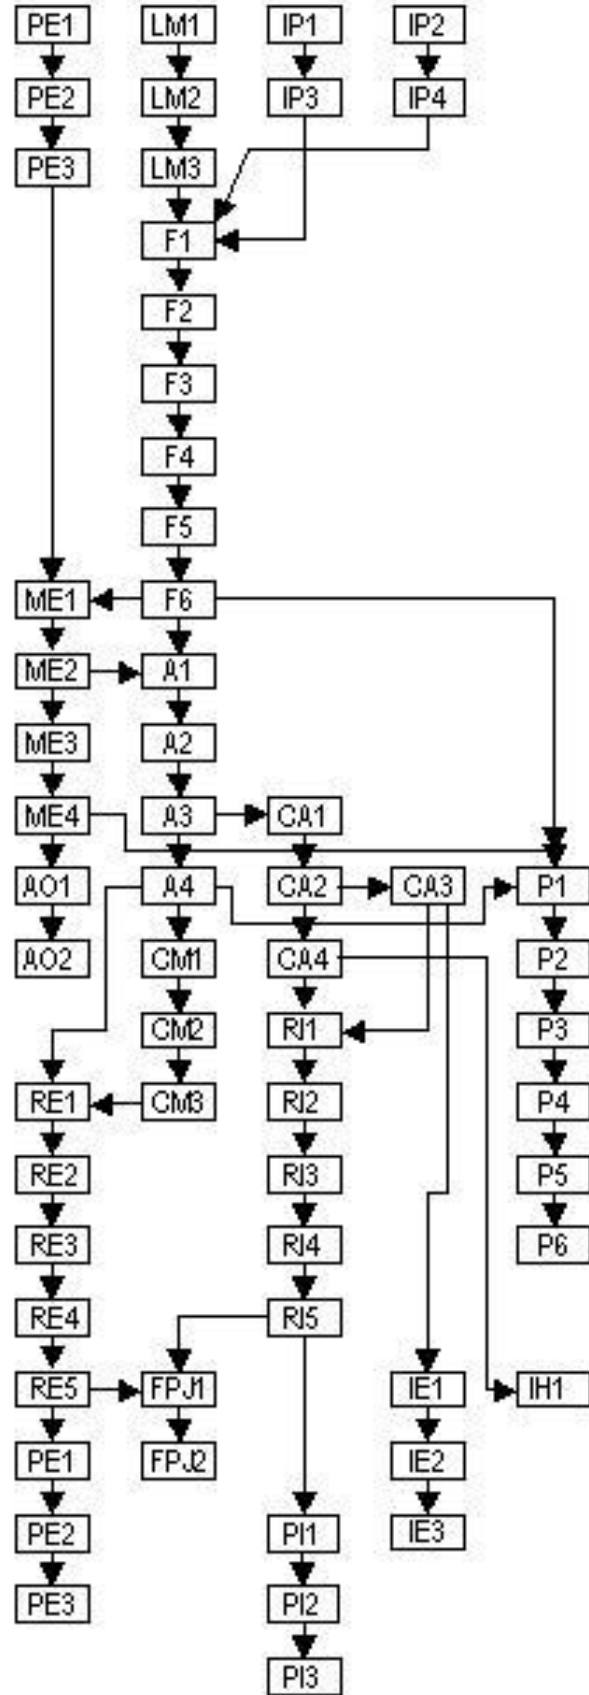 PE1 LM1 IP1 IP2
PE2 LM2 IP3 IP4
PE3 LM3
F1
F2
F3
F4
F5
ME1 F6
ME2 A1
ME3 A2
ME4 A3 CA1
AO1 A4 CA2 CA3 P1
AO2 CM1 CA4 P2
CM2 RI1 P3
RE1 CM3 RI2 P4
RE2 RI3 P5
RE3 RI4 P6
RE4 RI5
RE5 FPJ1 IE1 IH1
PE1 FPJ2 IE2
PE2 PI1 IE3
PE3 PI2
PI3